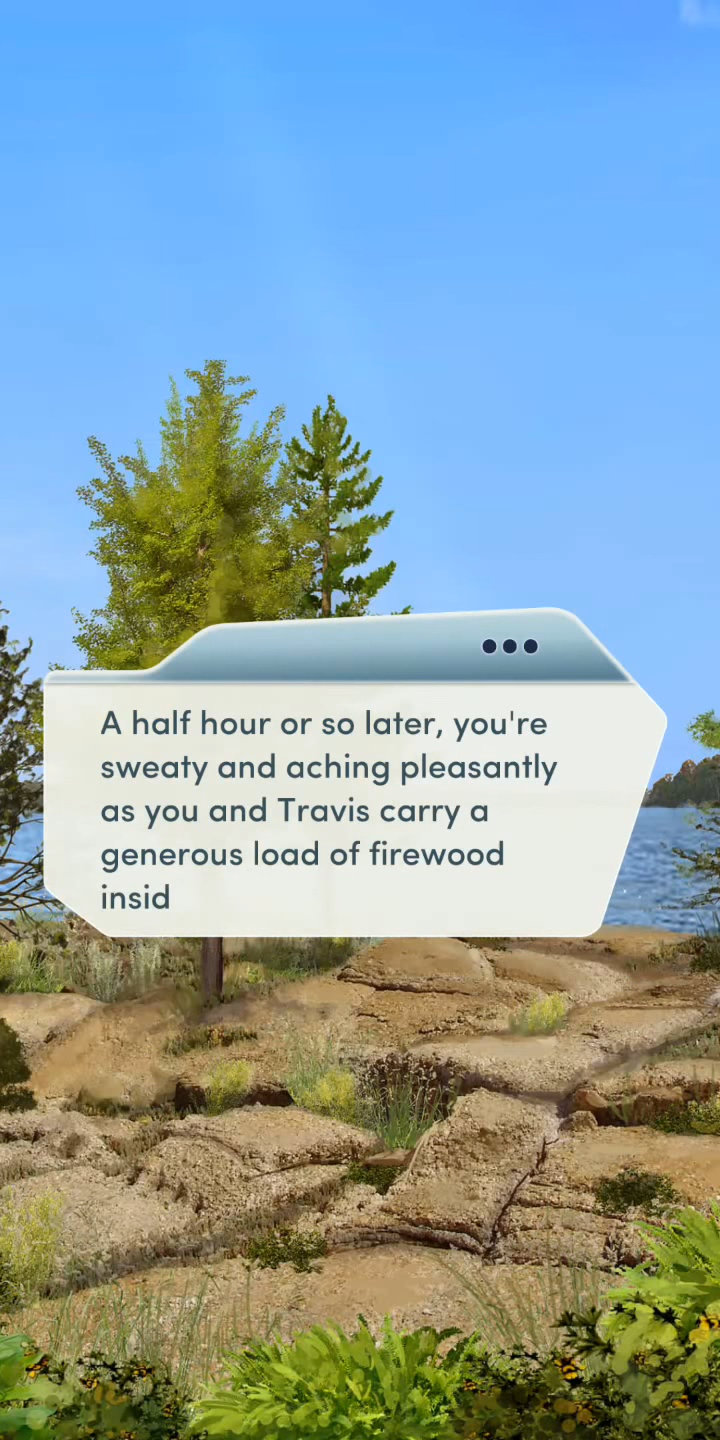 A half hour or so later, you're
sweaty and aching pleasantly
as you and Travis carry a
generous load of firewood
insid